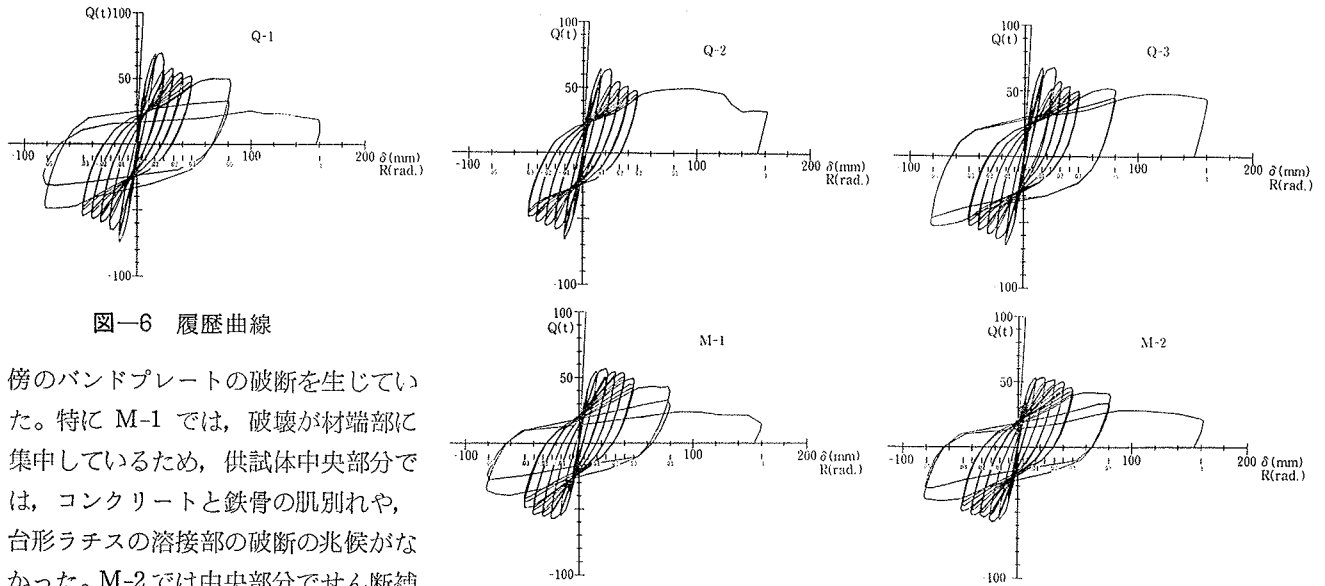 Q(t)
100
Q-1
50
-100
100
200
δ(mm)
R(rad.)
-100
100
Q(t)
Q-2
50
-100
100
200
δ(mm)
R(rad.)
-100
100
Q(t)
Q-3
50
-100
100
200
δ(mm)
R(rad.)
-100
図—6 履歴曲線
傍のバンドプレートの破断を生じてい
た。特に M-1 では，破壊が材端部に
集中しているため，供試体中央部分で
は，コンクリートと鉄骨の肌別れや，
台形ラチスの溶接部の破断の兆候がな
かった。M-2では中央部分でせん断補
100
Q(t)
M-1
50
-100
100
200
δ(mm)
R(rad.)
-100
100
Q(t)
M-2
50
-100
100
200
δ(mm)
R(rad.)
-100